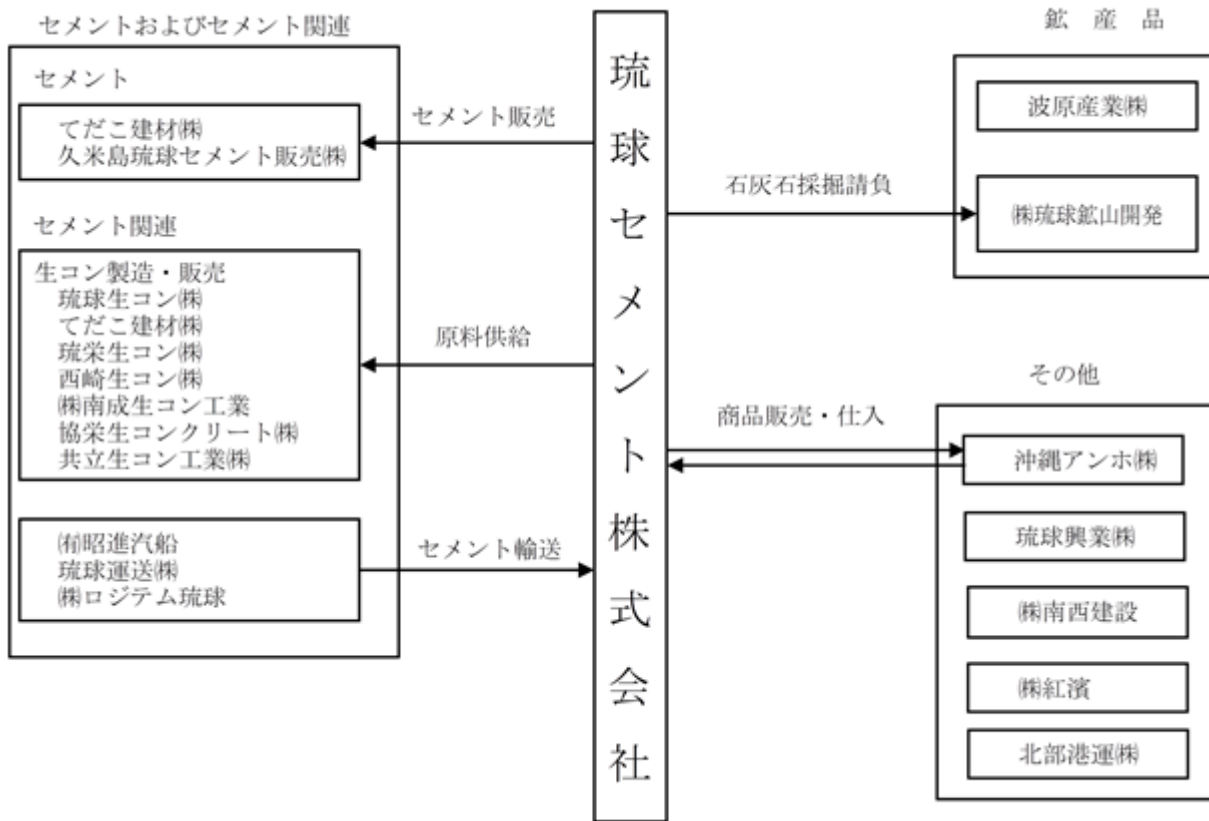 セメントおよびセメント関連
セメント
てだこ建材㈱
久米島琉球セメント販売㈱
セメント関連
生コン製造・販売
琉球生コン㈱
てだこ建材㈱
琉栄生コン㈱
西崎生コン㈱
㈱南成生コン工業
協栄生コンクリート㈱
共立生コン工業㈱
㈲昭進汽船
琉球運送㈱
㈱ロジテム琉球
セメント販売
原料供給
セメント輸送
琉球セメント株式会社
石灰石採掘請負
商品販売・仕入
鉱産品
波原産業㈱
㈱琉球鉱山開発
その他
沖縄アンホ㈱
琉球興業㈱
㈱南西建設
㈱紅濱
北部港運㈱